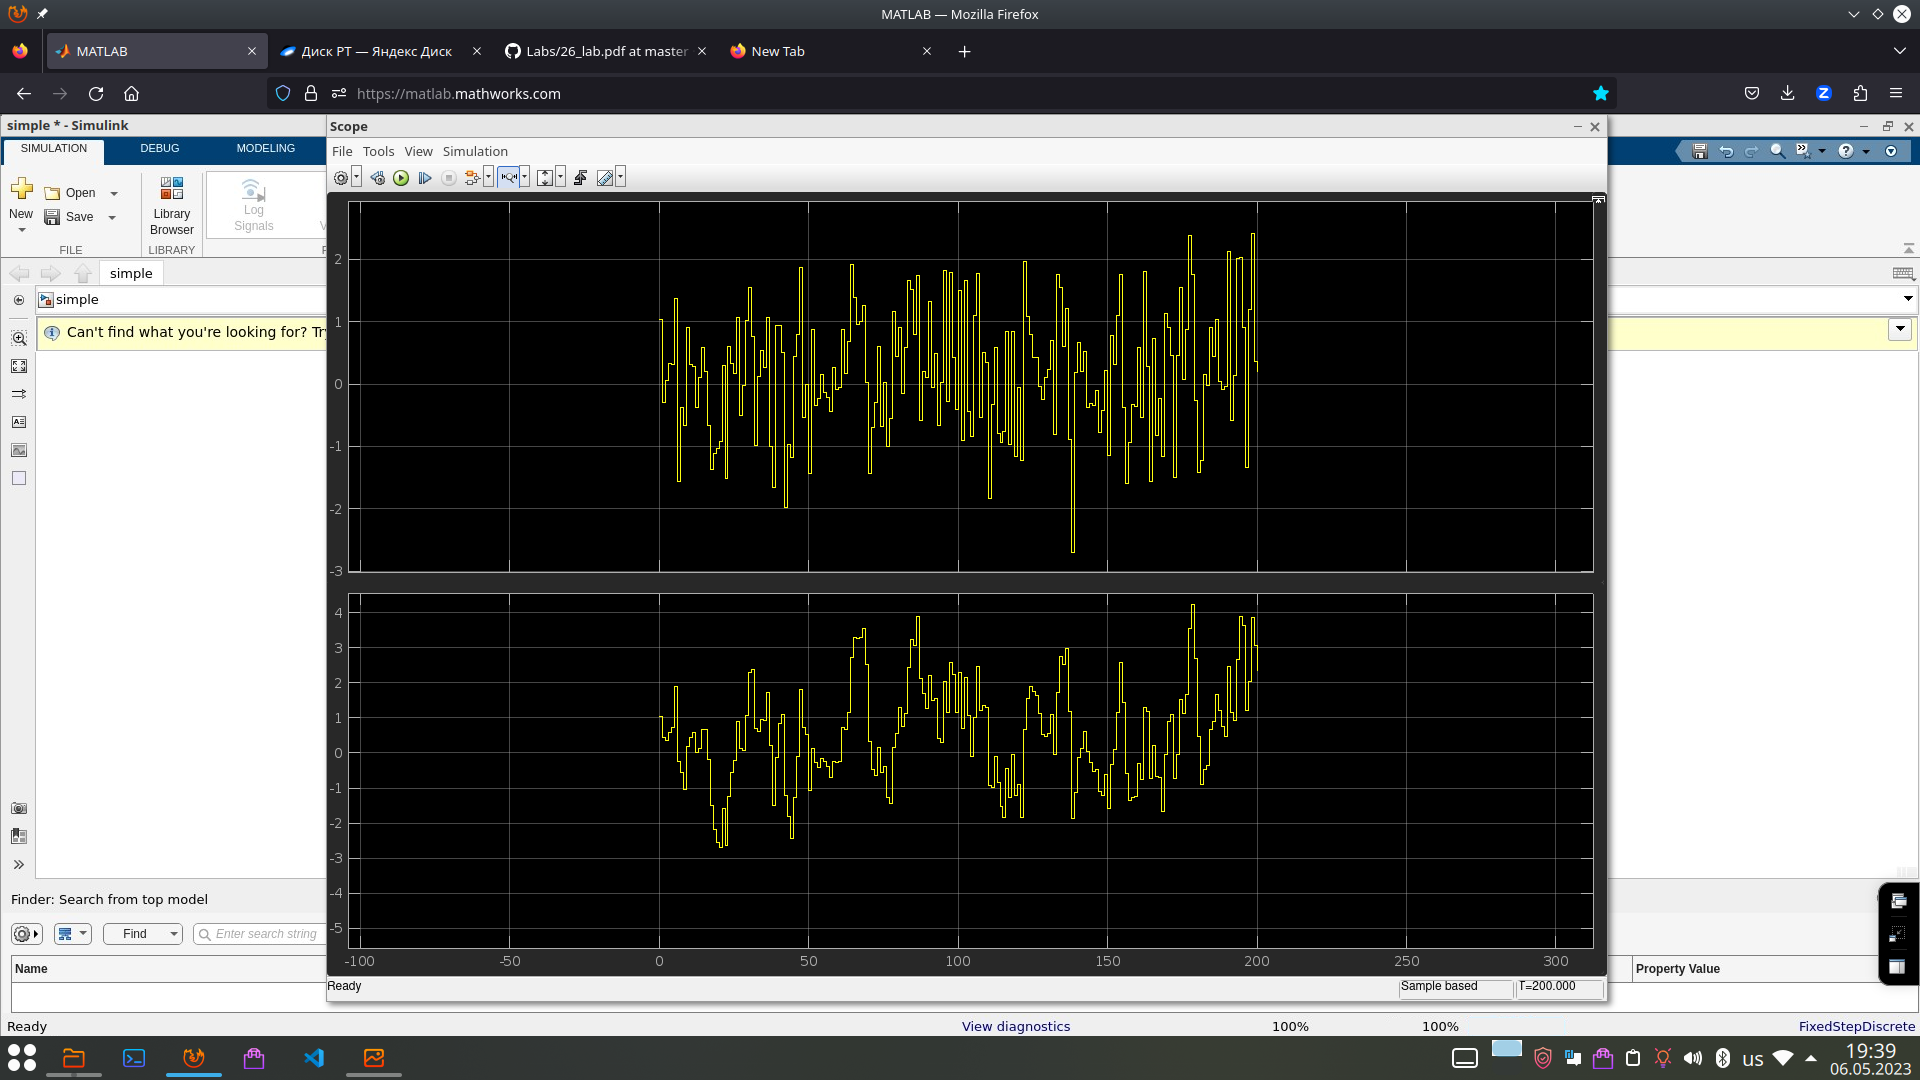 MATLAB — Mozilla Firefox
MATLAB
Диск РТ — Яндекс Диск
Labs/26_lab.pdf at master
New Tab
https://matlab.mathworks.com
simple * - Simulink
SIMULATION
DEBUG
MODELING
New
Open
Save
FILE
Library
Browser
LIBRARY
Log
Signals
simple
simple
Can't find what you're looking for? Try
Scope
File
Tools
View
Simulation
2
1
0
-1
-2
-3
4
3
2
1
0
-1
-2
-3
-4
-5
-100
-50
0
50
100
150
200
250
300
Ready
Sample based
T=200.000
Finder: Search from top model
Find
Enter search string
Name
Property Value
Ready
View diagnostics
100%
100%
FixedStepDiscrete
us
19:39
06.05.2023